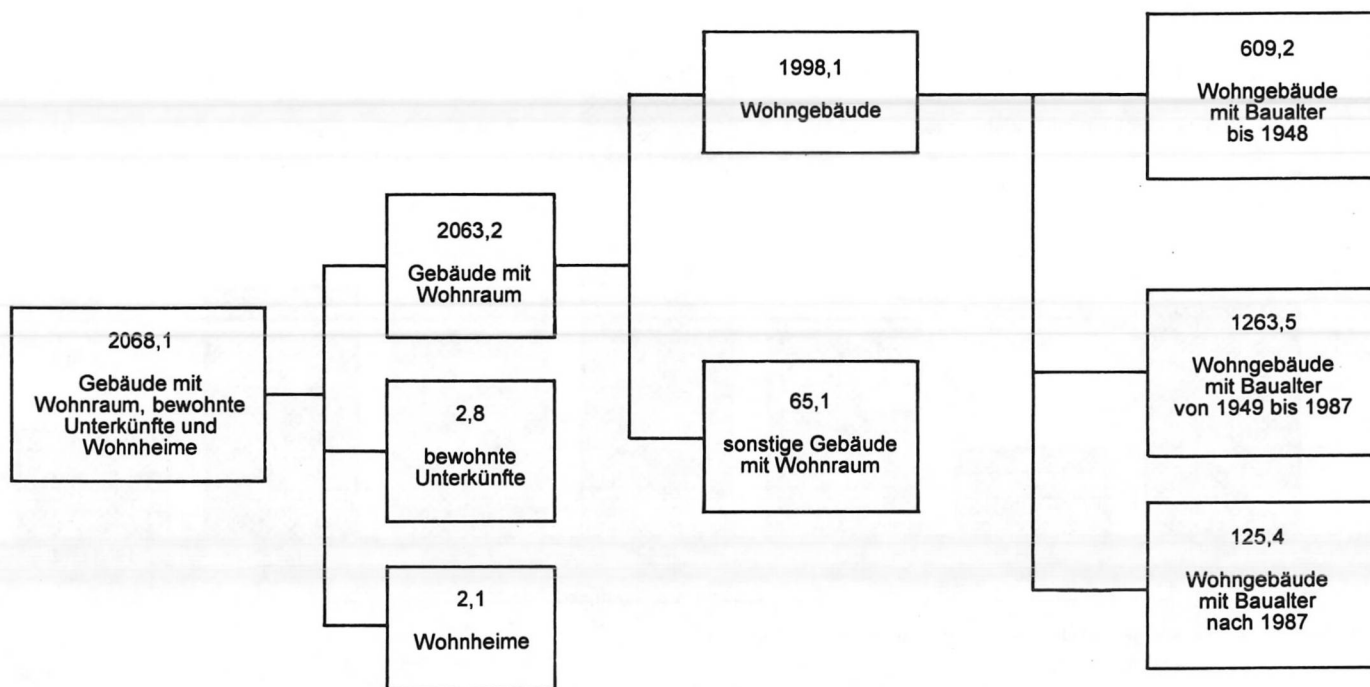 2068,1
Gebäude mit
Wohnraum, bewohnte
Unterkünfte und
Wohnheime
2063,2
Gebäude mit
Wohnraum
2,8
bewohnte
Unterkünfte
2,1
Wohnheime
1998,1
Wohngebäude
65,1
sonstige Gebäude
mit Wohnraum
609,2
Wohngebäude
mit Baualter
bis 1948
1263,5
Wohngebäude
mit Baualter
von 1949 bis 1987
125,4
Wohngebäude
mit Baualter
nach 1987